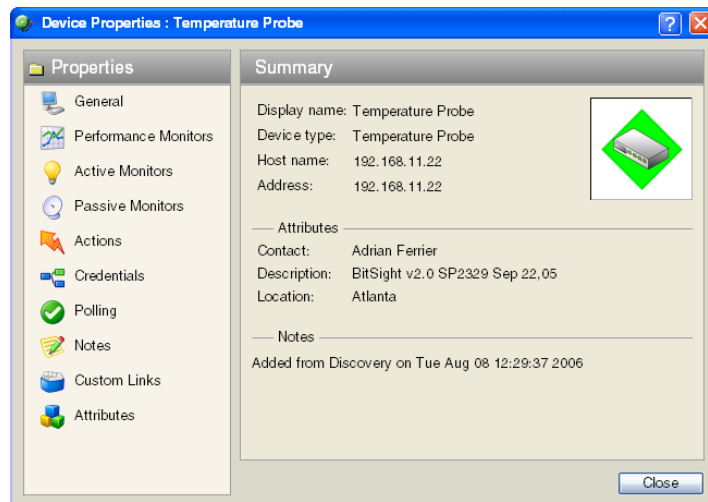 Device Properties : Temperature Probe
?
Properties
General
Performance Monitors
Active Monitors
Passive Monitors
Actions
Credentials
Polling
Notes
Custom Links
Attributes
Summary
Display name: Temperature Probe
Device type: Temperature Probe
Host name: 192.168.11.22
Address: 192.168.11.22
Attributes
Contact: Adrian Ferrier
Description: BitSight v2.0 SP2329 Sep 22,05
Location: Atlanta
Notes
Added from Discovery on Tue Aug 08 12:29:37 2006
Close